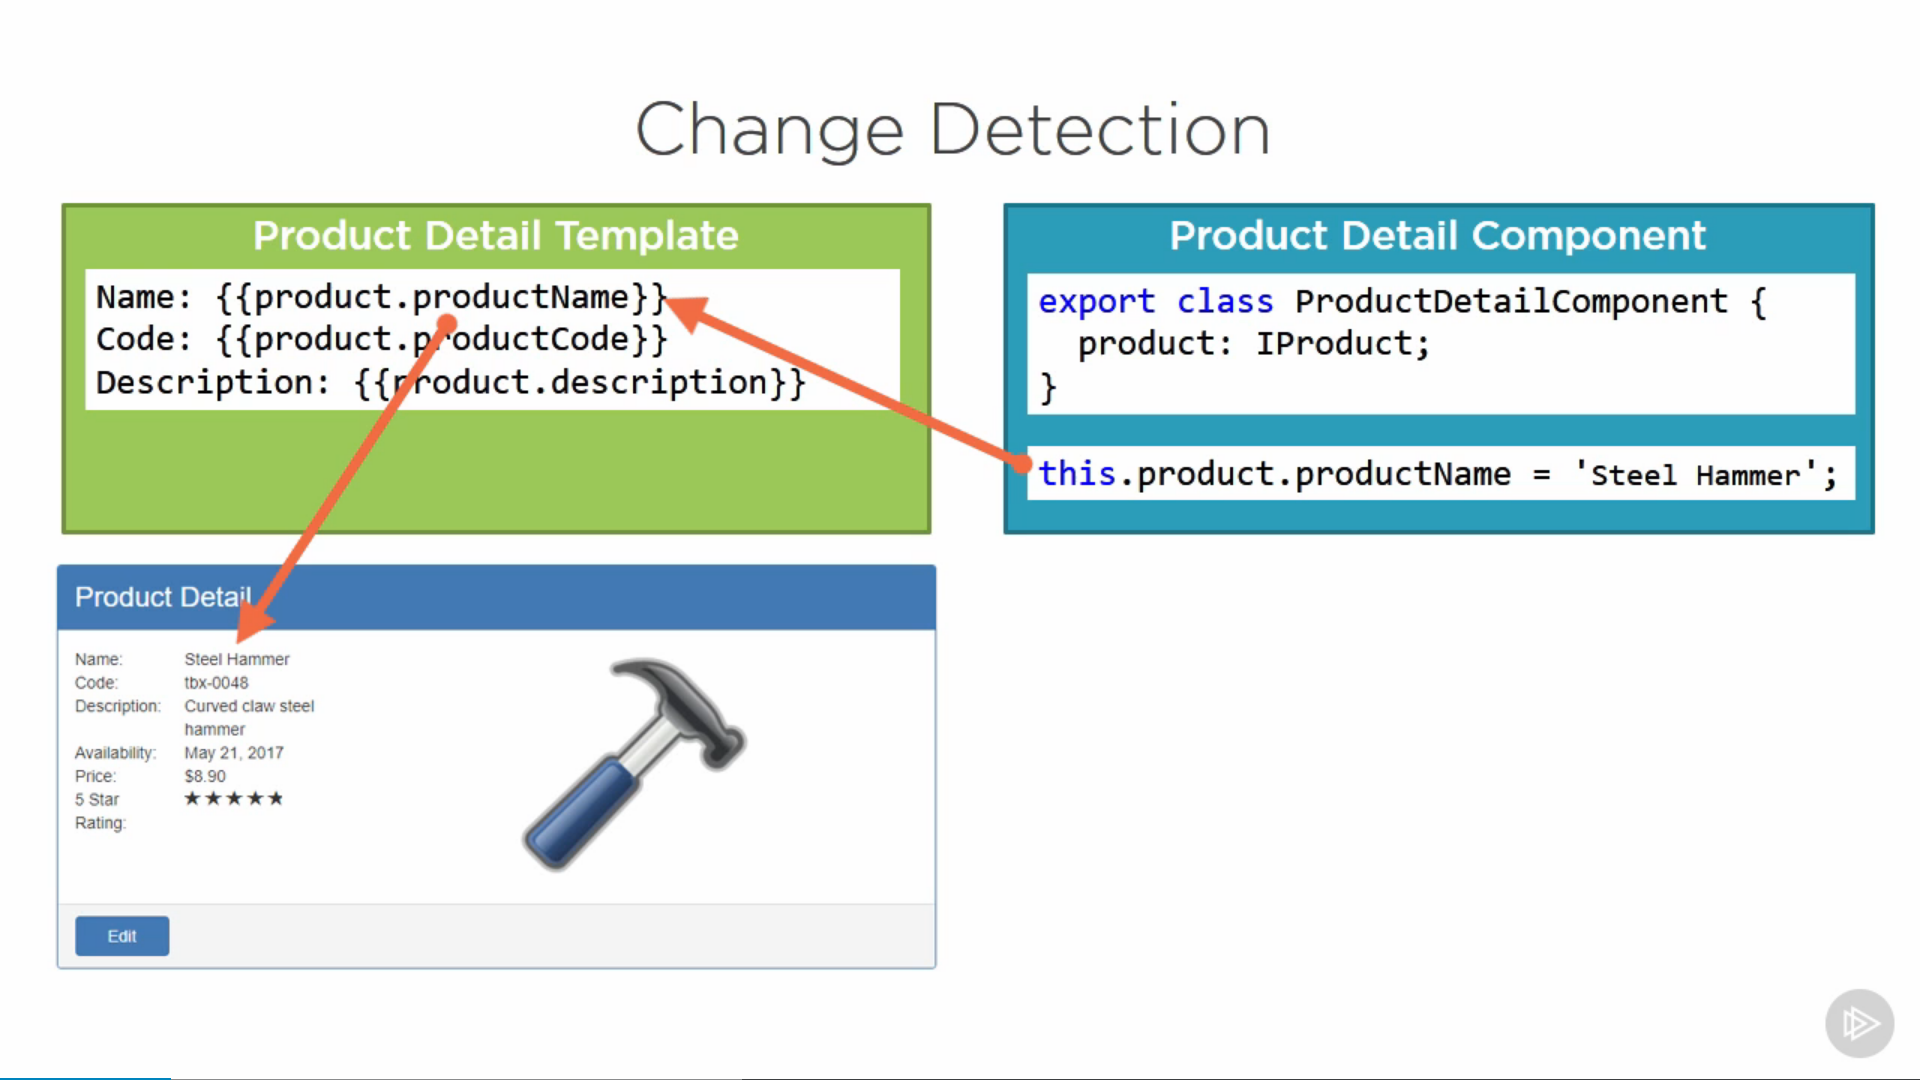 Change Detection
Product Detail Template
Name: {{product.productName}}
Code: {{product.productCode}}
Description: {{product.description}}
Product Detail Component
export class ProductDetailComponent {
product: IProduct;
}
this.product.productName = 'Steel Hammer';
Product Detail
Name: Steel Hammer
Code: tbx-0048
Description: Curved claw steel
hammer
Availability: May 21, 2017
Price: $8.90
5 Star ★★★★★
Rating:
Edit